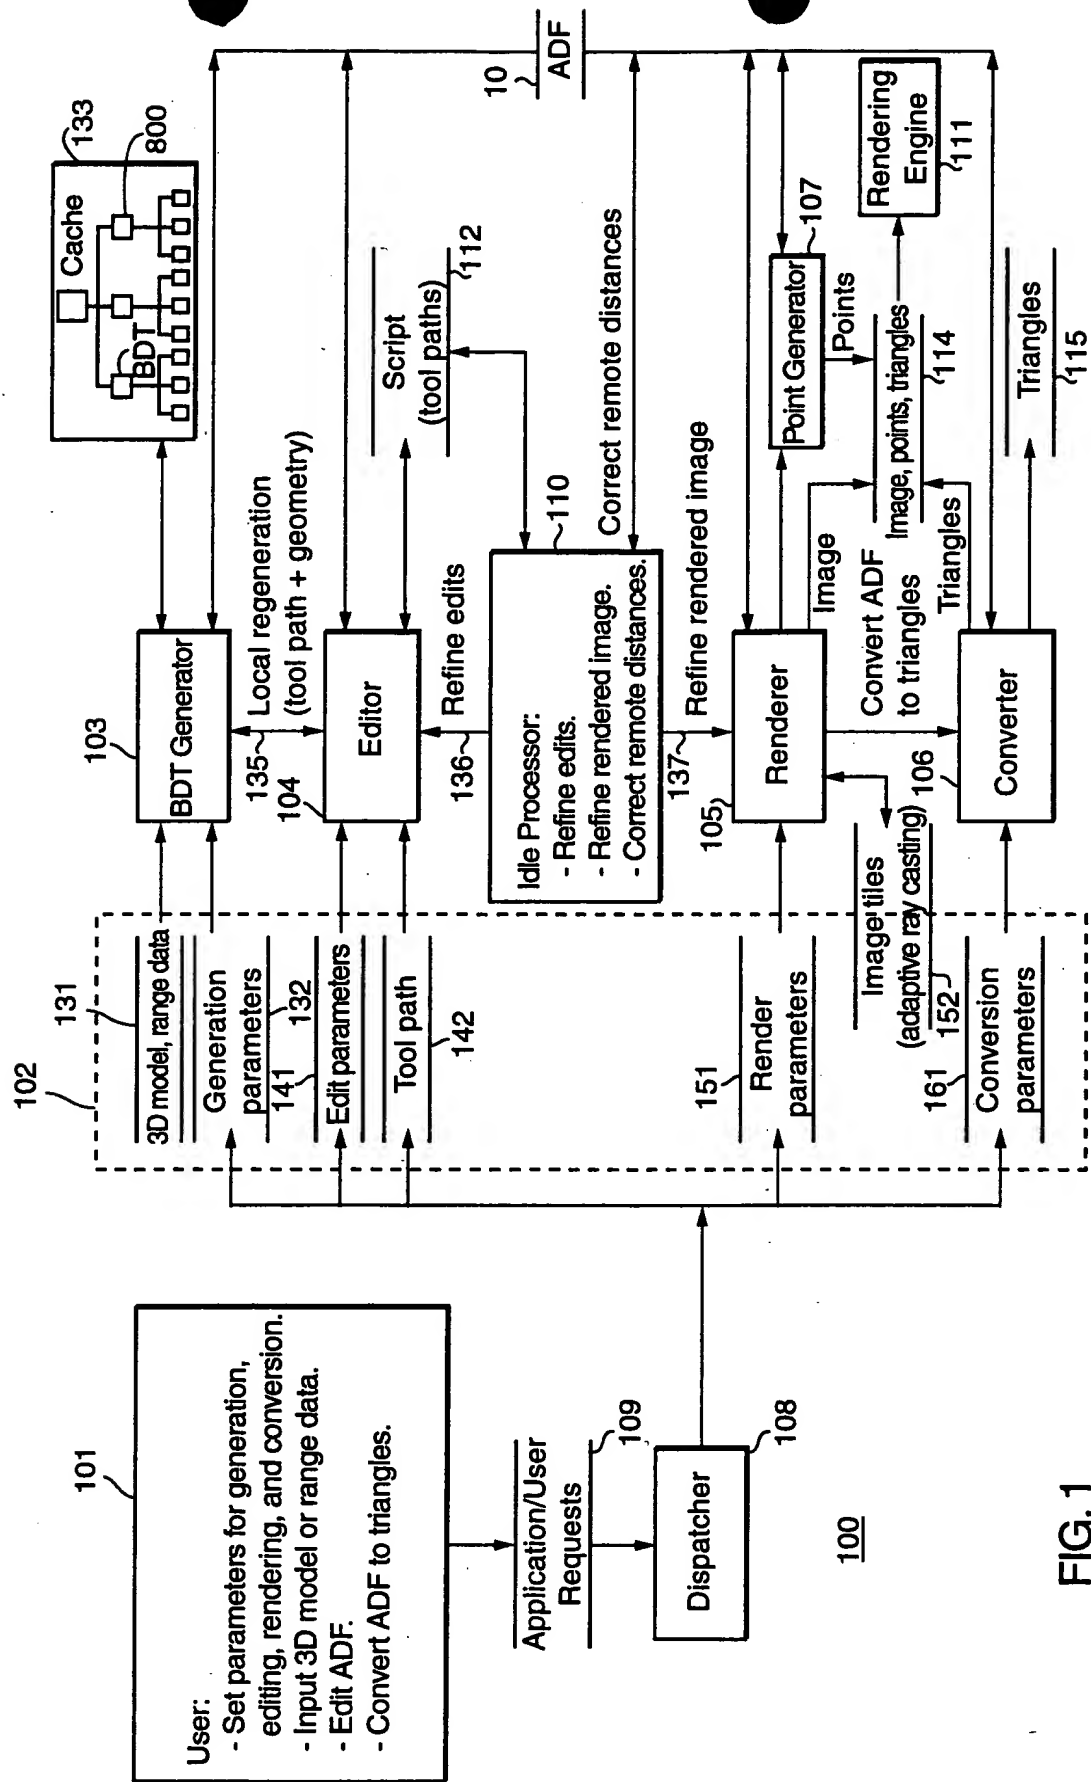 101
User:
- Set parameters for generation,
editing, rendering, and conversion.
- Input 3D model or range data.
- Edit ADF.
- Convert ADF to triangles.
Application/User
Requests
109
Dispatcher
108
100
102
131
3D model, range data
Generation
parameters
132
141
Edit parameters
Tool path
142
151
Render
parameters
Image tiles
(adaptive ray casting)
152
161
Conversion
parameters
103
BDT Generator
135
Local regeneration
(tool path + geometry)
104
Editor
136
Refine edits
Idle Processor:
- Refine edits.
- Refine rendered image.
- Correct remote distances.
110
137
Refine rendered image
105
Renderer
Image
Convert ADF
to triangles
Triangles
106
Converter
133
Cache
BDT
800
Script
(tool paths)
112
Correct remote distances
Point Generator
107
Points
Image, points, triangles
114
Rendering
Engine
111
Triangles
115
10
ADF
FIG. 1